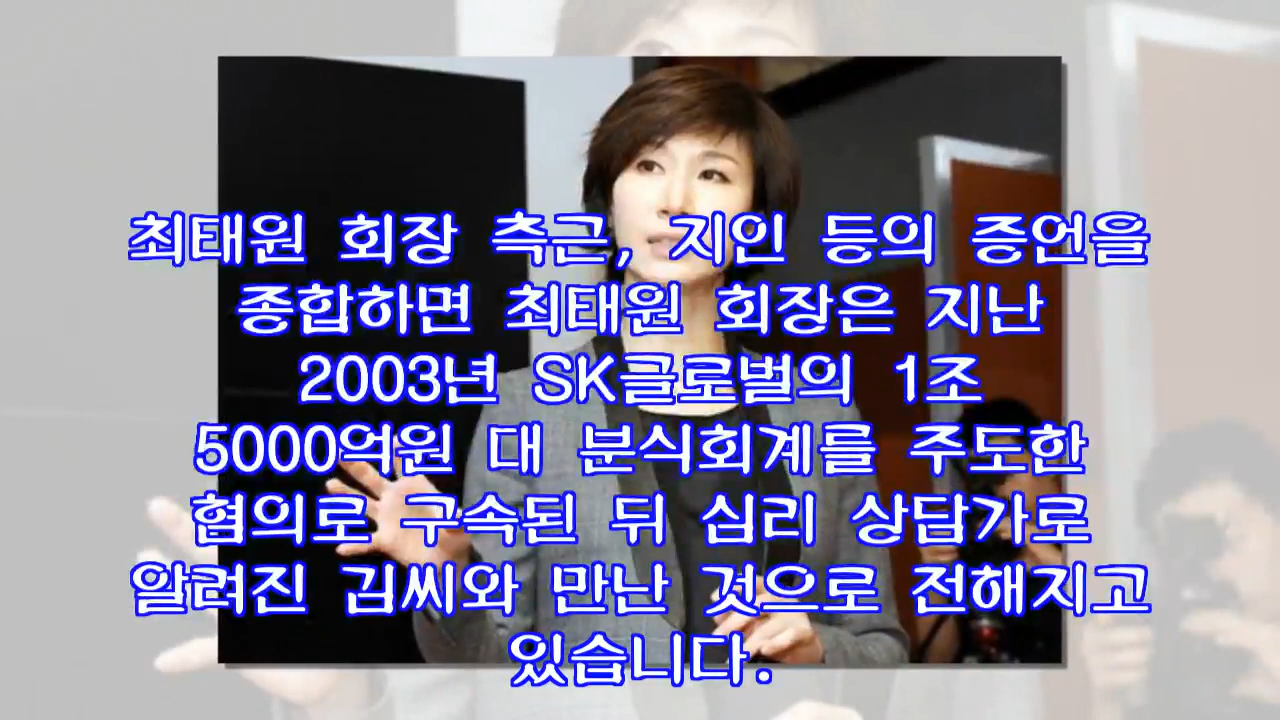 최태원 회장 측근, 지인 등의 증언을
종합하면 최태원 회장은 지난
2003년 SK글로벌의 1조
5000억원 대 분식회계를 주도한
혐의로 구속된 뒤 심리 상담가로
알려진 김씨와 만난 것으로 전해지고
있습니다.